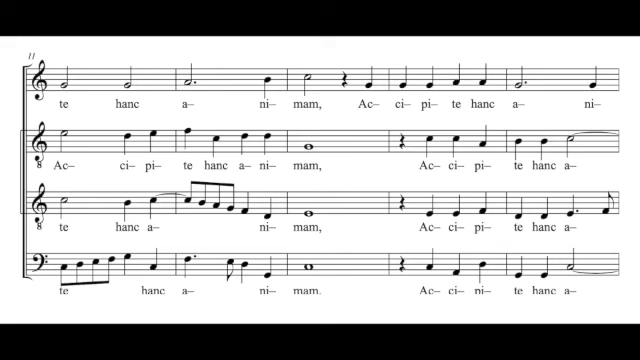 11
te hanc a– ni– mam, Ac– ci– pi– te hanc a– ni–
Ac– ci– pi– te hanc a– ni– mam, Ac– ci– pi– te hanc a–
te hanc a– ni– mam, Ac– ci– pi– te hanc a–
te hanc a– ni– mam, Ac– ci– pi– te hanc a–